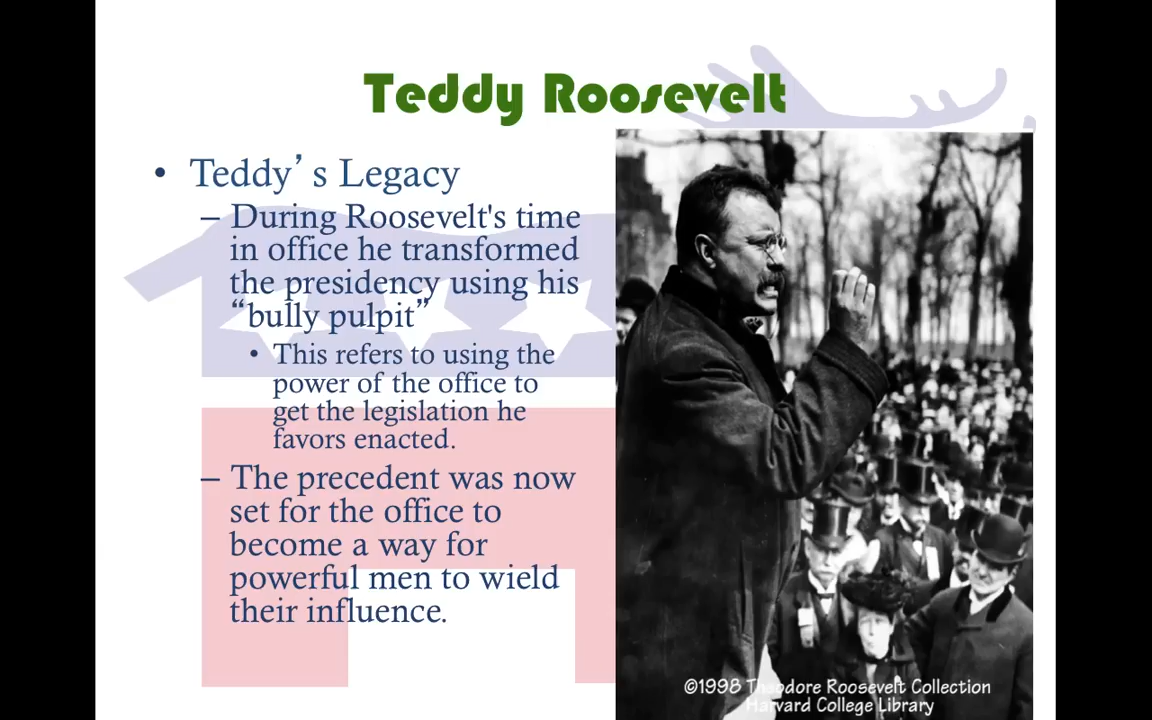 Teddy Roosevelt
• Teddy’s Legacy
– During Roosevelt's time
in office he transformed
the presidency using his
“bully pulpit”
• This refers to using the
power of the office to
get the legislation he
favors enacted.
– The precedent was now
set for the office to
become a way for
powerful men to wield
their influence.
©1998 Theodore Roosevelt Collection
Harvard College Library